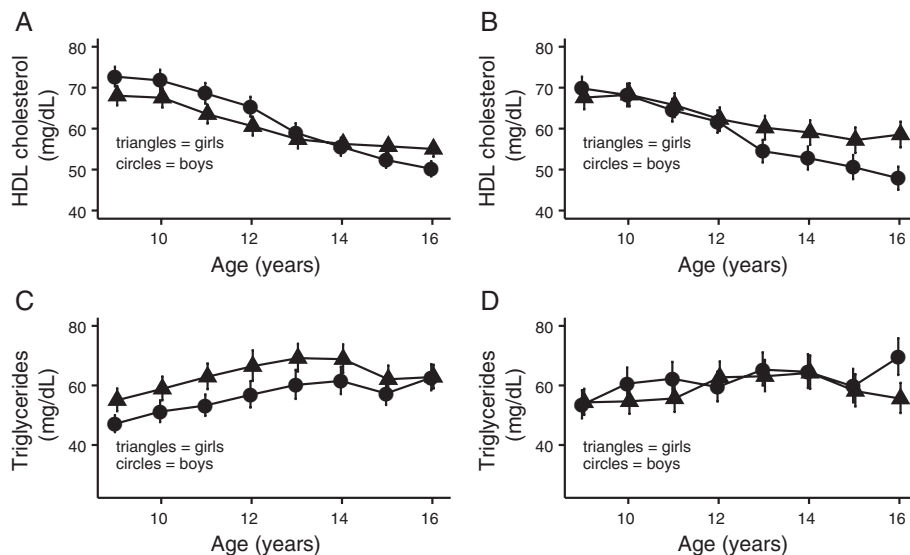 A
HDL cholesterol
(mg/dL)
80
70
60
50
40
triangles = girls
circles = boys
10
12
14
16
Age (years)
B
HDL cholesterol
(mg/dL)
80
70
60
50
40
triangles = girls
circles = boys
10
12
14
16
Age (years)
C
Triglycerides
(mg/dL)
80
60
40
triangles = girls
circles = boys
10
12
14
16
Age (years)
D
Triglycerides
(mg/dL)
80
60
40
triangles = girls
circles = boys
10
12
14
16
Age (years)